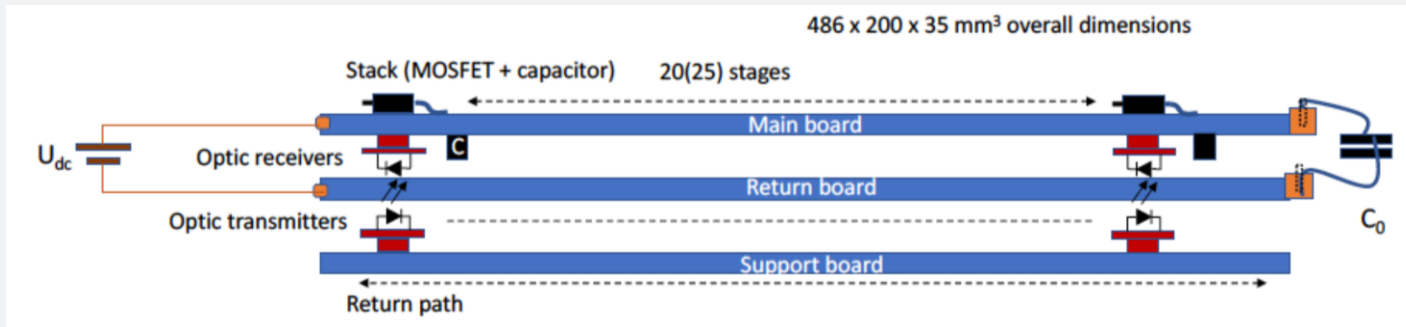 486 x 200 x 35 mm³ overall dimensions
Stack (MOSFET + capacitor) 20(25) stages
Main board
U_dc
Optic receivers
C
Return board
Optic transmitters
C₀
Support board
Return path